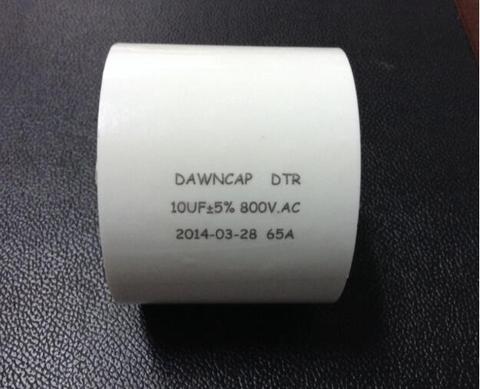 DAWNCAP DTR
10UF±5% 800V.AC
2014-03-28 65A